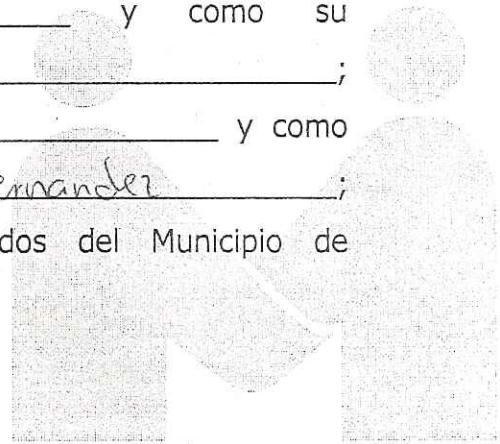 y como su
;
y como
ernandez;
dos del Municipio de